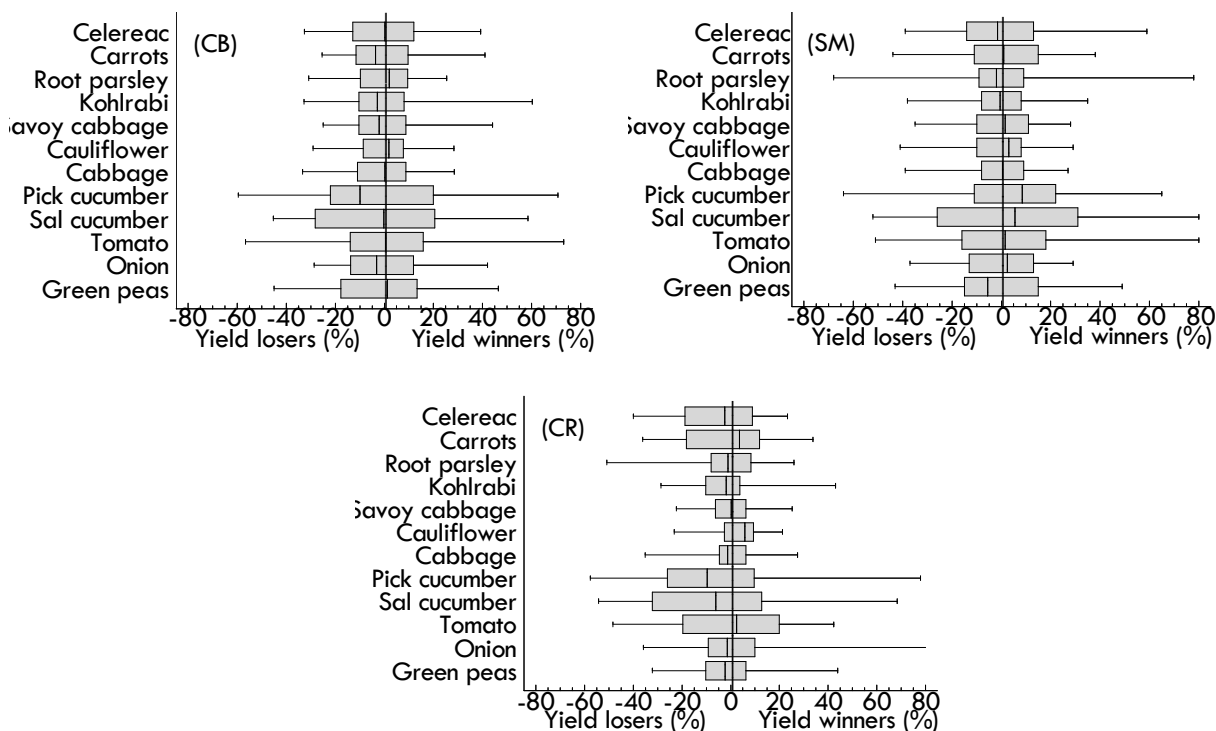 Celereac
(CB)
Carrots
Root parsley
Kohlrabi
Savoy cabbage
Cauliflower
Cabbage
Pick cucumber
Sal cucumber
Tomato
Onion
Green peas
-80 -60 -40 -20 0 20 40 60 80
Yield losers (%) Yield winners (%)
Celereac
(SM)
Carrots
Root parsley
Kohlrabi
Savoy cabbage
Cauliflower
Cabbage
Pick cucumber
Sal cucumber
Tomato
Onion
Green peas
-80 -60 -40 -20 0 20 40 60 80
Yield losers (%) Yield winners (%)
Celereac
(CR)
Carrots
Root parsley
Kohlrabi
Savoy cabbage
Cauliflower
Cabbage
Pick cucumber
Sal cucumber
Tomato
Onion
Green peas
-80 -60 -40 -20 0 20 40 60 80
Yield losers (%) Yield winners (%)